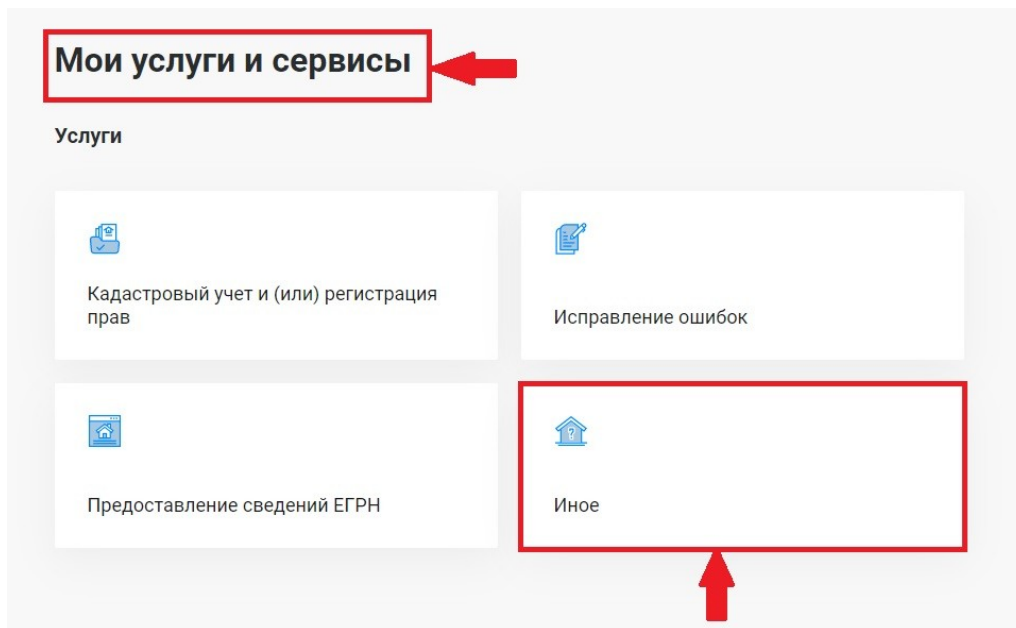 Мои услуги и сервисы
Услуги
Кадастровый учет и (или) регистрация
прав
Исправление ошибок
Предоставление сведений ЕГРН
?
Иное